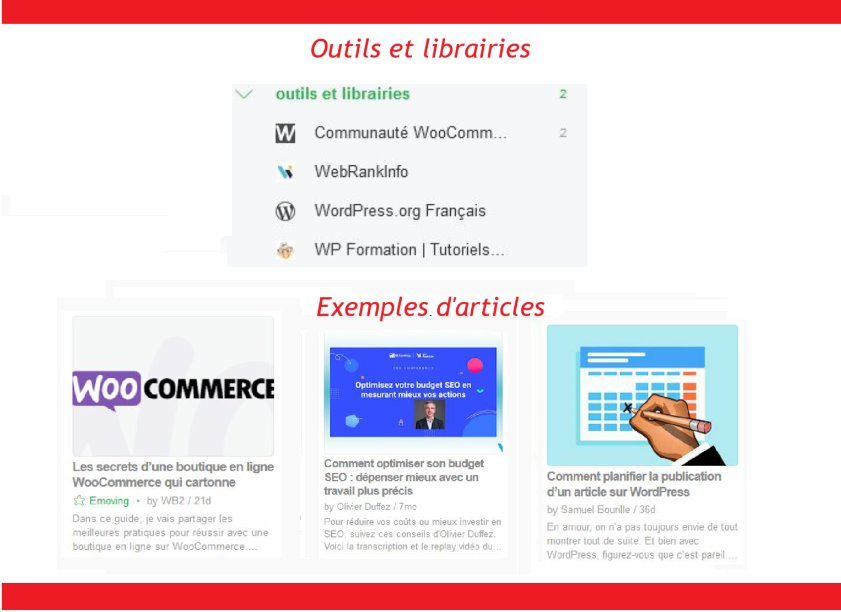 Outils et librairies
outils et librairies 2
Communauté WooComm... 2
WebRankInfo
WordPress.org Français
WP Formation | Tutoriels...
Exemples d'articles
WOO COMMERCE
Les secrets d'une boutique en ligne
WooCommerce qui cartonne
Emoving • by WB2 / 21d
Dans ce guide, je vais partager les
meilleures pratiques pour réussir avec une
boutique en ligne sur WooCommerce....
Optimisez votre budget SEO en
mesurant mieux vos actions
Comment optimiser son budget
SEO : dépenser mieux avec un
travail plus précis
by Olivier Duffez / 7mo
Pour réduire vos coûts ou mieux investir en
SEO, suivez ces conseils d'Olivier Duffez.
Voici la transcription et le replay vidéo du...
Comment planifier la publication
d'un article sur WordPress
by Samuel Bourille / 36d
En amour, on n'a pas toujours envie de tout
montrer tout de suite. Et bien avec
WordPress, figurez-vous que c'est pareil....